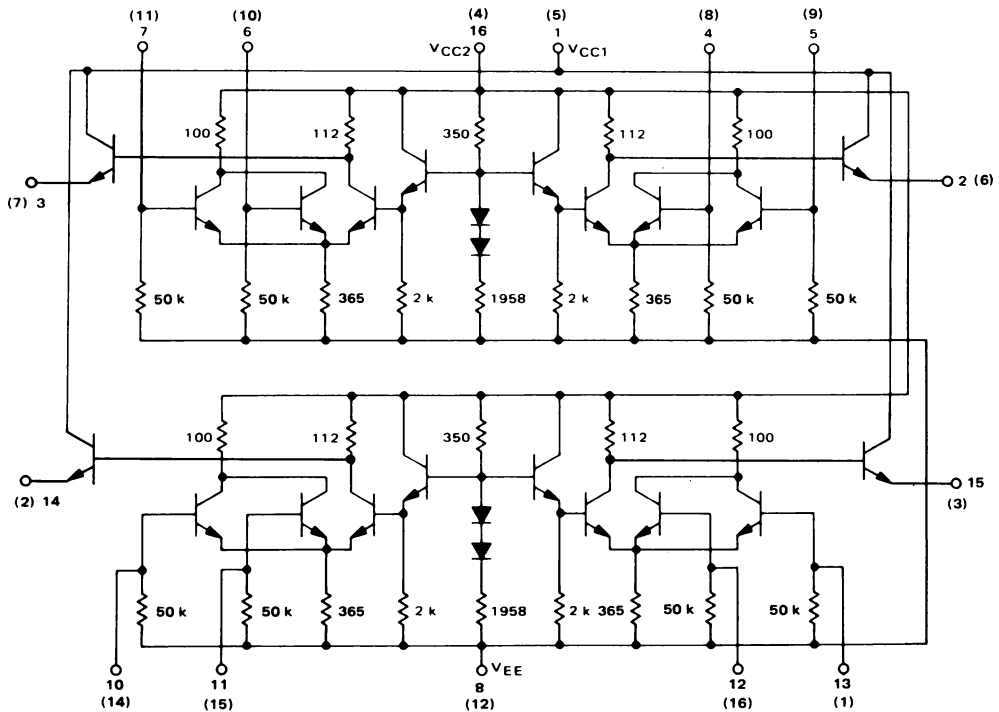 (11) (10) (4) (5) (8) (9)
7 6 16 1 4 5
VCC2 VCC1
100 112 350 112 100
(7) 3 2 (6)
50 k 50 k 365 2 k 1958 2 k 365 50 k 50 k
100 112 350 112 100
(2) 14 15
(3)
50 k 50 k 365 2 k 1958 2 k 365 50 k 50 k
VEE
10 11 8 12 13
(14) (15) (12) (16) (1)